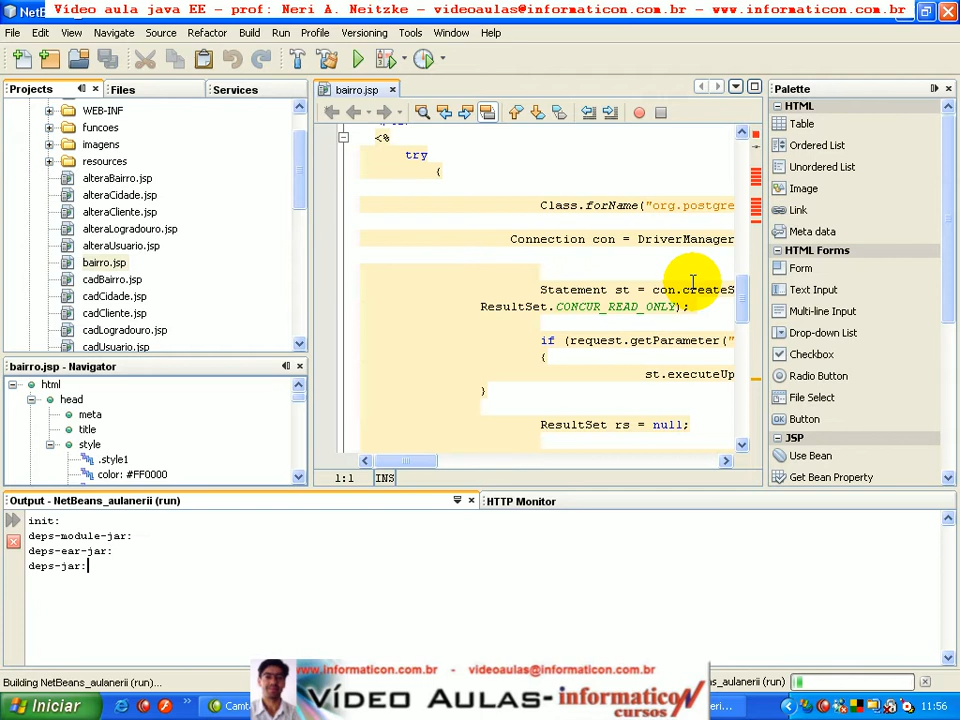 Vídeo aula java EE - prof: Neri A. Neitzke - videoaulas@informaticon.com.br - www.informaticon.com.br
NetB
File Edit View Navigate Source Refactor Build Run Profile Versioning Tools Window Help
Projects Files Services
WEB-INF
funcoes
imagens
resources
alteraBairro.jsp
alteraCidade.jsp
alteraCliente.jsp
alteraLogradouro.jsp
alteraUsuario.jsp
bairro.jsp
cadBairro.jsp
cadCidade.jsp
cadCliente.jsp
cadLogradouro.jsp
cadUsuario.jsp
bairro.jsp - Navigator
html
head
meta
title
style
.style1
color: #FF0000
bairro.jsp
<%
try
{
Class.forName("org.postgre
Connection con = DriverManager
Statement st = con.createS
ResultSet.CONCUR_READ_ONLY);
if (request.getParameter("
{
st.executeUp
}
ResultSet rs = null;
1:1 INS
Palette
HTML
Table
Ordered List
Unordered List
Image
Link
Meta data
HTML Forms
Form
Text Input
Multi-line Input
Drop-down List
Checkbox
Radio Button
File Select
Button
JSP
Use Bean
Get Bean Property
Output - NetBeans_aulanerii (run)
HTTP Monitor
init:
deps-module-jar:
deps-ear-jar:
deps-jar:
Building NetBeans_aulanerii (run)...
s_aulanerii (run)
www.informaticon.com.br - videoaulas@informaticon.com.br
VÍDEO AULAS- informaticoN
cursos
Iniciar
Camt
erii...
11:56